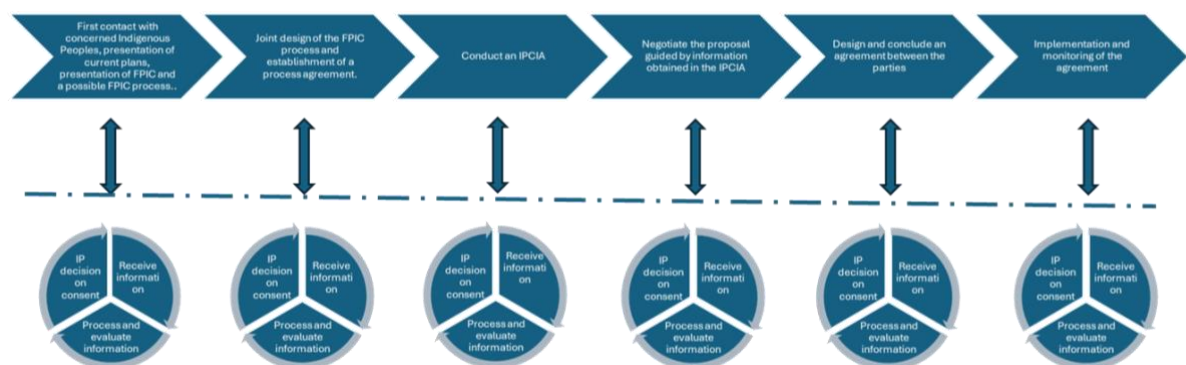 First contact with
concerned Indigenous
Peoples, presentation of
current plans,
presentation of FPIC and
a possible FPIC process..
Joint design of the FPIC
process and
establishment of a
process agreement.
Conduct an IPCIA
Negotiate the proposal
guided by information
obtained in the IPCIA
Design and conclude an
agreement between the
parties
Implementation and
monitoring of the
agreement
IP
decision
on
consent
Receive
informati
on
Process and
evaluate
information
IP
decision
on
consent
Receive
informati
on
Process and
evaluate
information
IP
decision
on
consent
Receive
informati
on
Process and
evaluate
information
IP
decision
on
consent
Receive
informati
on
Process and
evaluate
information
IP
decision
on
consent
Receive
informati
on
Process and
evaluate
information
IP
decision
on
consent
Receive
informati
on
Process and
evaluate
information